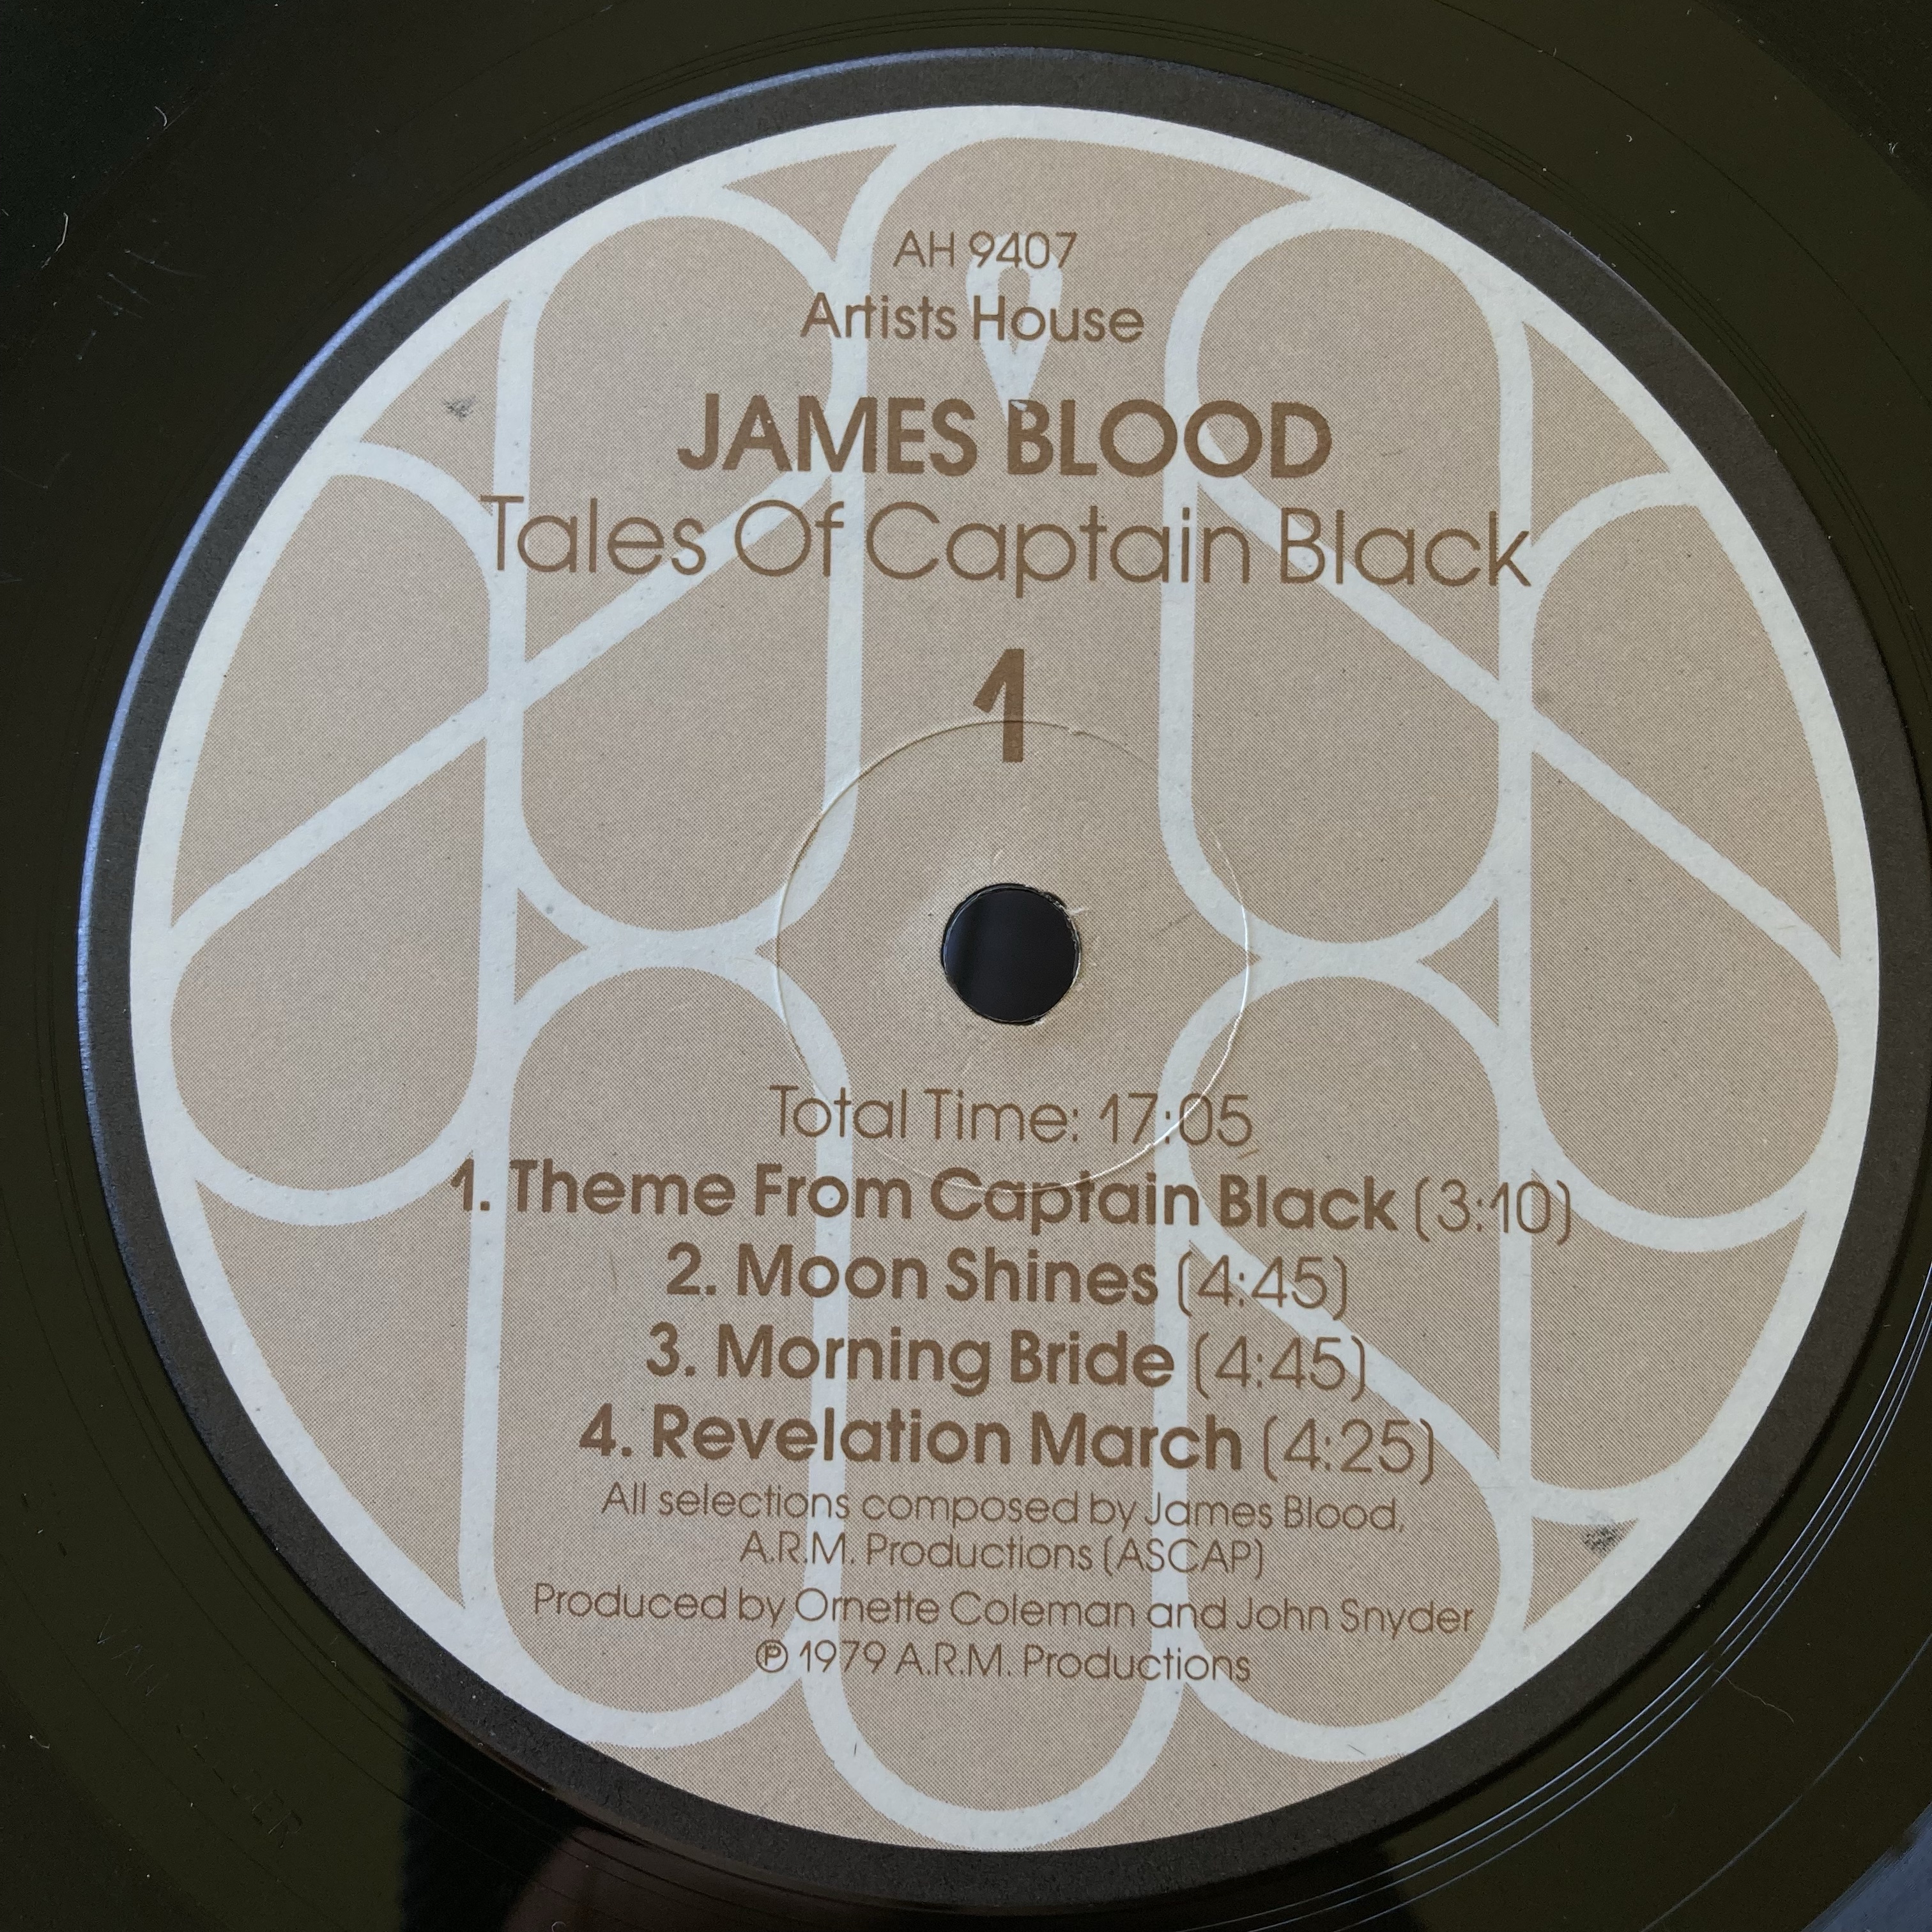 AH 9407
Artists House
JAMES BLOOD
Tales Of Captain Black
1
Total Time: 17:05
1. Theme From Captain Black (3:10)
2. Moon Shines (4:45)
3. Morning Bride (4:45)
4. Revelation March (4:25)
All selections composed by James Blood,
A.R.M. Productions (ASCAP)
Produced by Ornette Coleman and John Snyder
℗ 1979 A.R.M. Productions